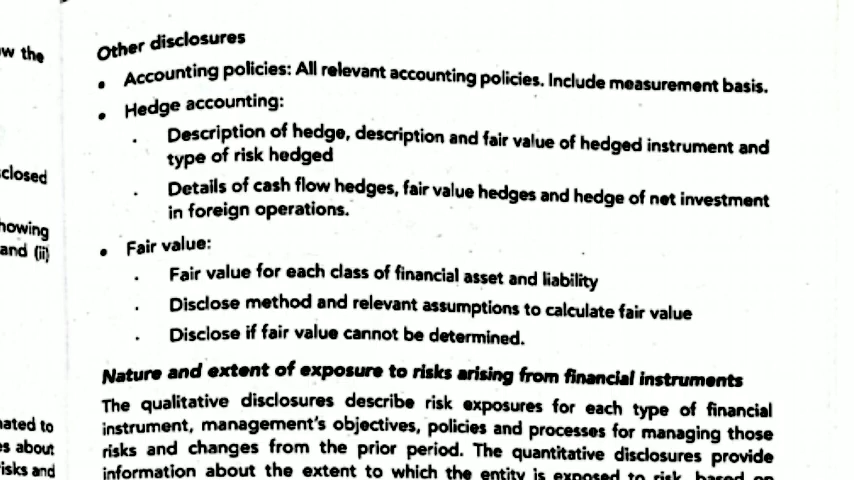 w the
closed
howing
and (ii)
nated to
es about
isks and
Other disclosures
• Accounting policies: All relevant accounting policies. Include measurement basis.
• Hedge accounting:
· Description of hedge, description and fair value of hedged instrument and
type of risk hedged
· Details of cash flow hedges, fair value hedges and hedge of net investment
in foreign operations.
• Fair value:
· Fair value for each class of financial asset and liability
· Disclose method and relevant assumptions to calculate fair value
· Disclose if fair value cannot be determined.
Nature and extent of exposure to risks arising from financial instruments
The qualitative disclosures describe risk exposures for each type of financial
instrument, management's objectives, policies and processes for managing those
risks and changes from the prior period. The quantitative disclosures provide
information about the extent to which the entity is exposed to risk, based on